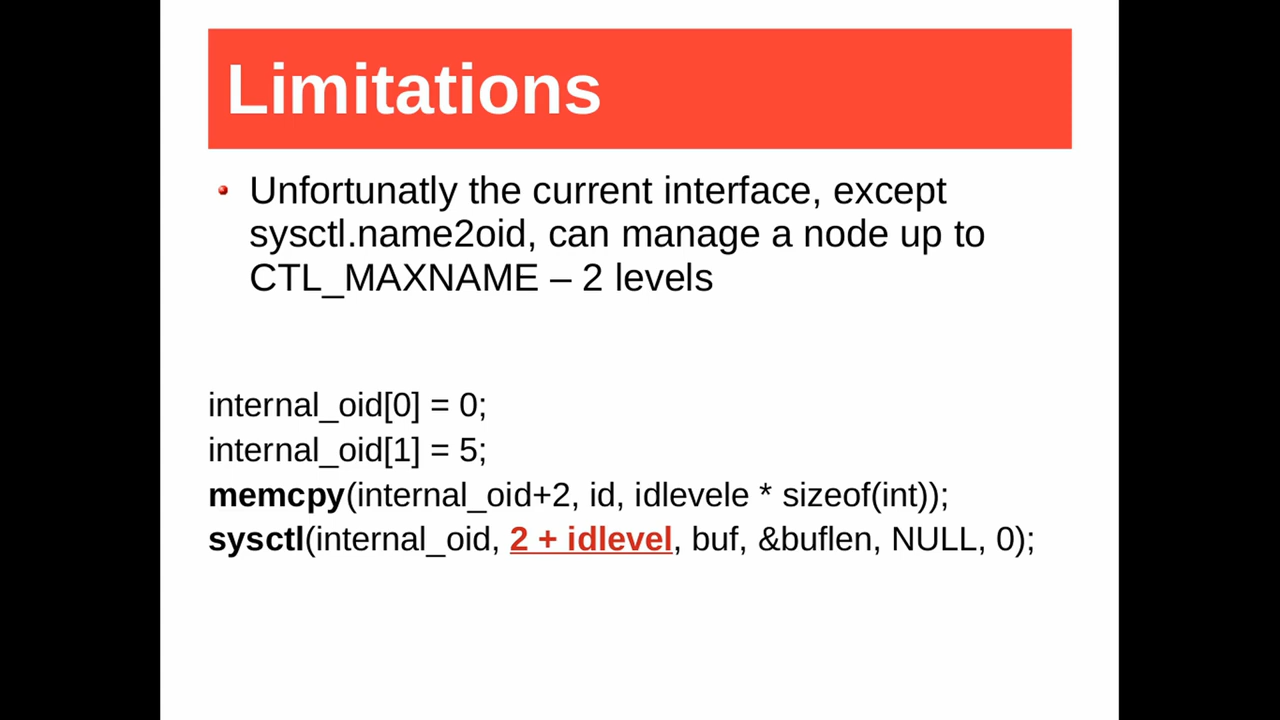 Limitations
Unfortunatly the current interface, except
sysctl.name2oid, can manage a node up to
CTL_MAXNAME – 2 levels
internal_oid[0] = 0;
internal_oid[1] = 5;
memcpy(internal_oid+2, id, idlevele * sizeof(int));
sysctl(internal_oid, 2 + idlevel, buf, &buflen, NULL, 0);